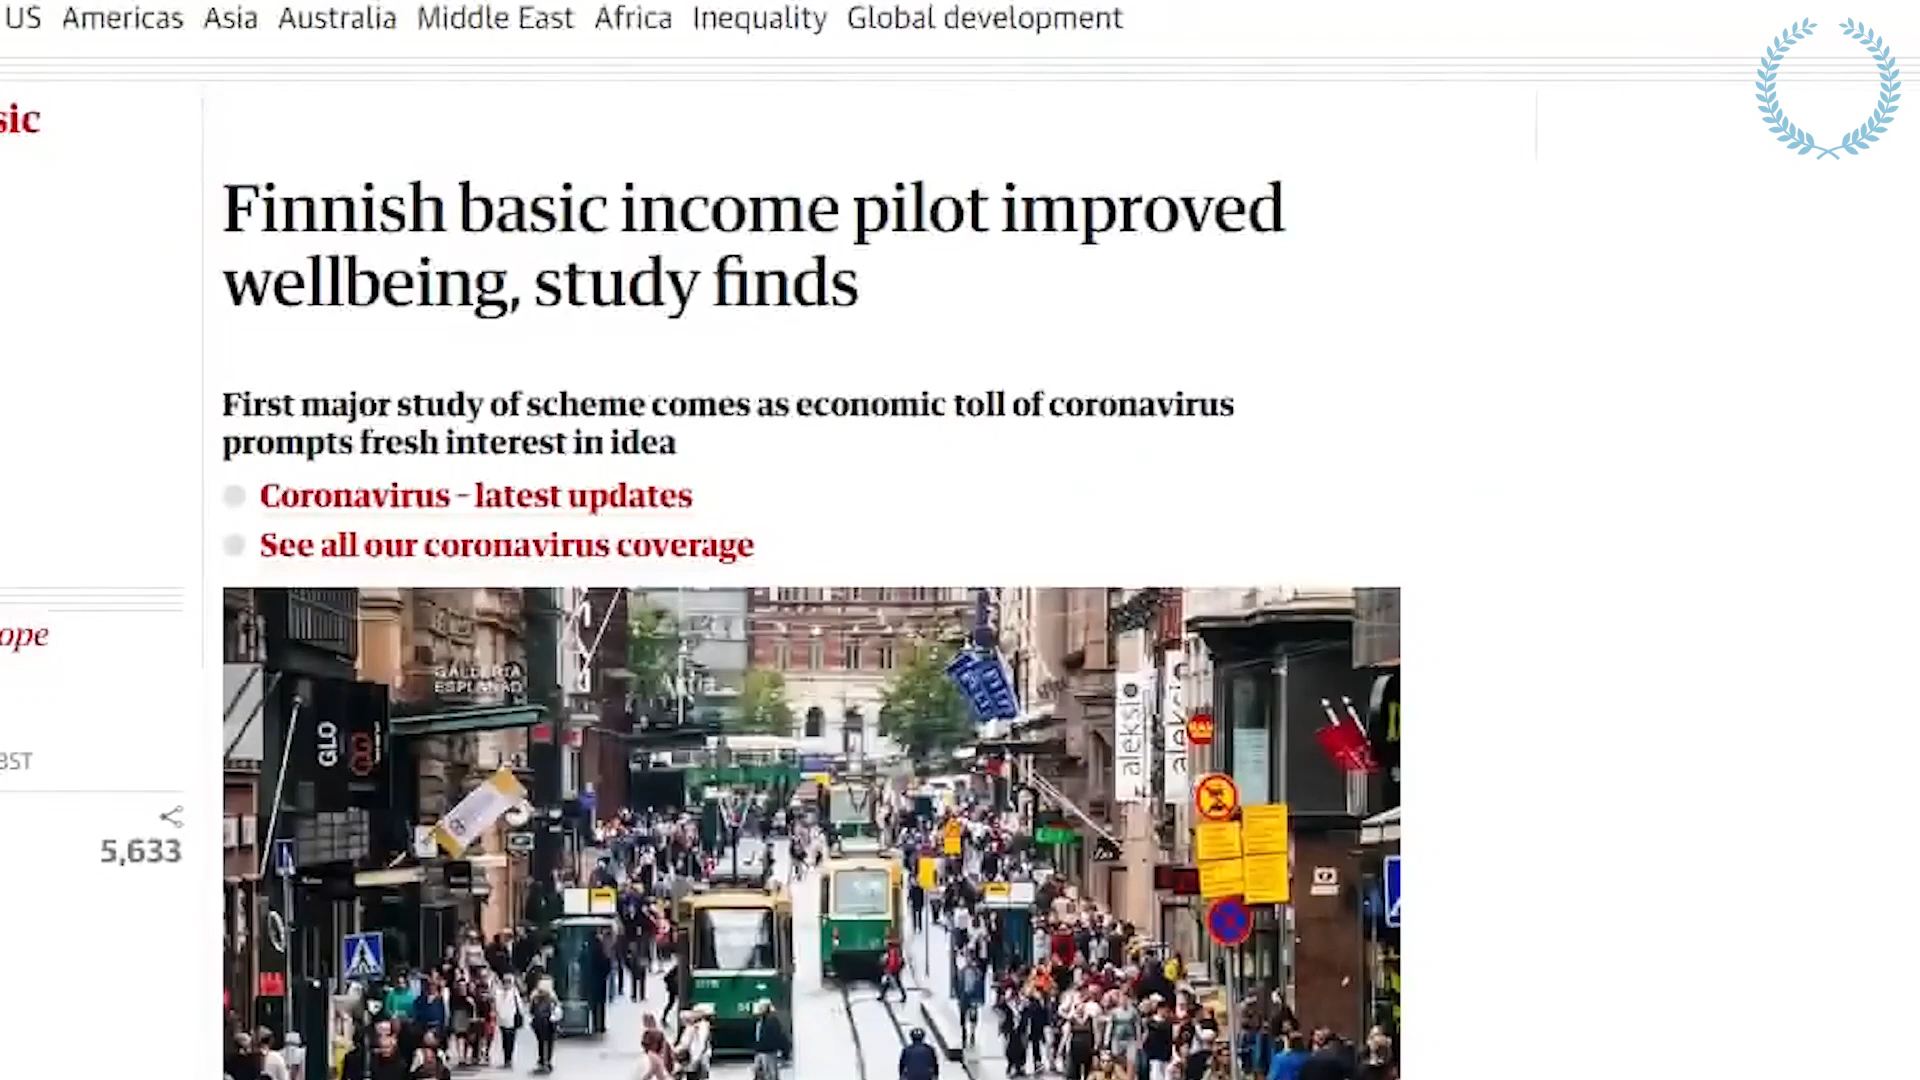 US Americas Asia Australia Middle East Africa Inequality Global development
sic
Finnish basic income pilot improved
wellbeing, study finds
First major study of scheme comes as economic toll of coronavirus
prompts fresh interest in idea
Coronavirus – latest updates
See all our coronavirus coverage
ope
BST
5,633
GALLERIA
ESPLANAD
GLO
aleksi